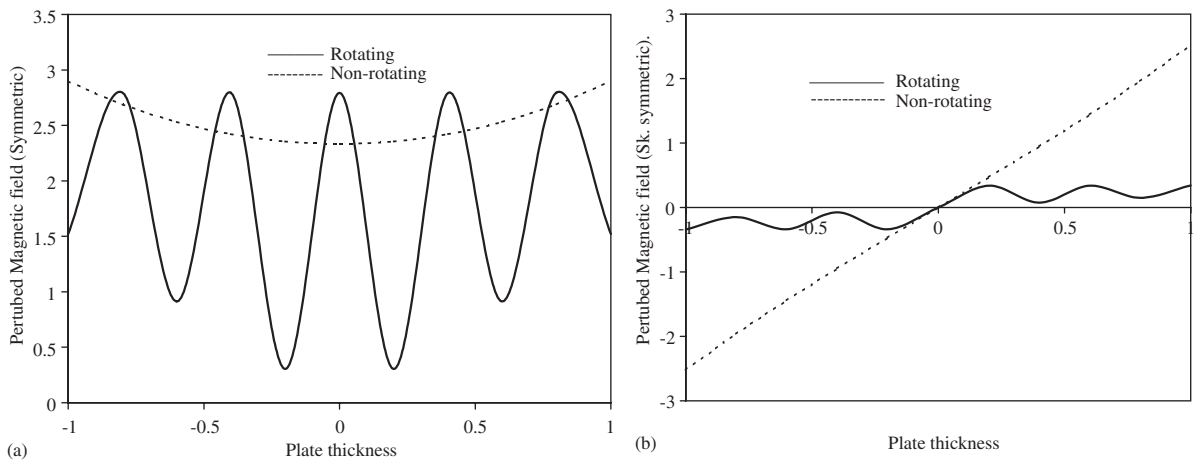 3.5
3
2.5
2
1.5
1
0.5
0
Pertubed Magnetic field (Symmetric)
Rotating
Non-rotating
-1
-0.5
0
0.5
1
Plate thickness
(a)
3
2
1
0
-1
-2
-3
Pertubed Magnetic field (Sk. symmetric).
Rotating
Non-rotating
-1
-0.5
0
0.5
1
Plate thickness
(b)